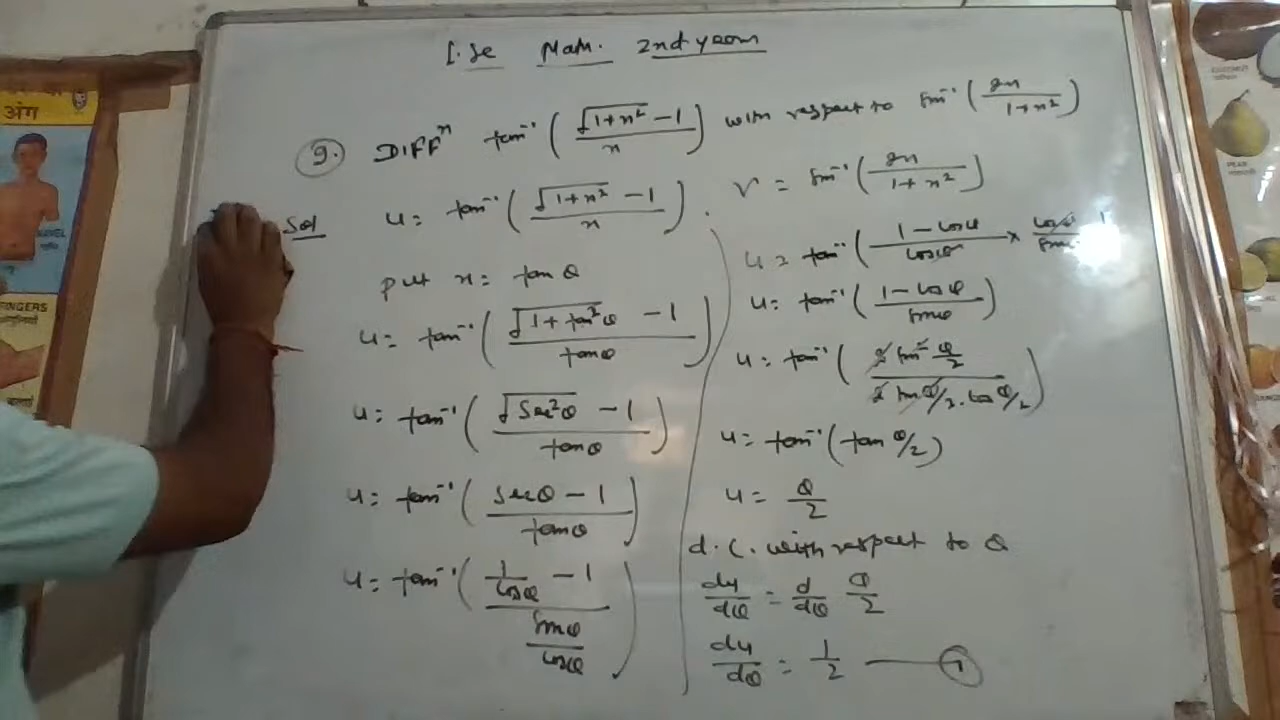 I.Sc Math. 2nd year
9. DIFFⁿ tan⁻¹ ( (√(1+x²) - 1) / x ) with respect to sin⁻¹ ( 2x / (1+x²) )
Sol u = tan⁻¹ ( (√(1+x²) - 1) / x ) . v = sin⁻¹ ( 2x / (1+x²) )
put x = tan θ
u = tan⁻¹ ( (√(1+tan²θ) - 1) / tanθ )
u = tan⁻¹ ( (√(Sec²θ) - 1) / tanθ )
u = tan⁻¹ ( (secθ - 1) / tanθ )
u = tan⁻¹ ( (1/cosθ - 1) / (sinθ/cosθ) )
u = tan⁻¹ ( (1 - cosθ)/cosθ × cosθ/sinθ )
u = tan⁻¹ ( (1 - cosθ) / sinθ )
u = tan⁻¹ ( 2 sin² θ/2 / 2 sin θ/2 . cos θ/2 )
u = tan⁻¹ ( tan θ/2 )
u = θ/2
d.c. with respect to θ
du/dθ = d/dθ θ/2
du/dθ = 1/2 — 1
अंग
FINGERS
PEAR